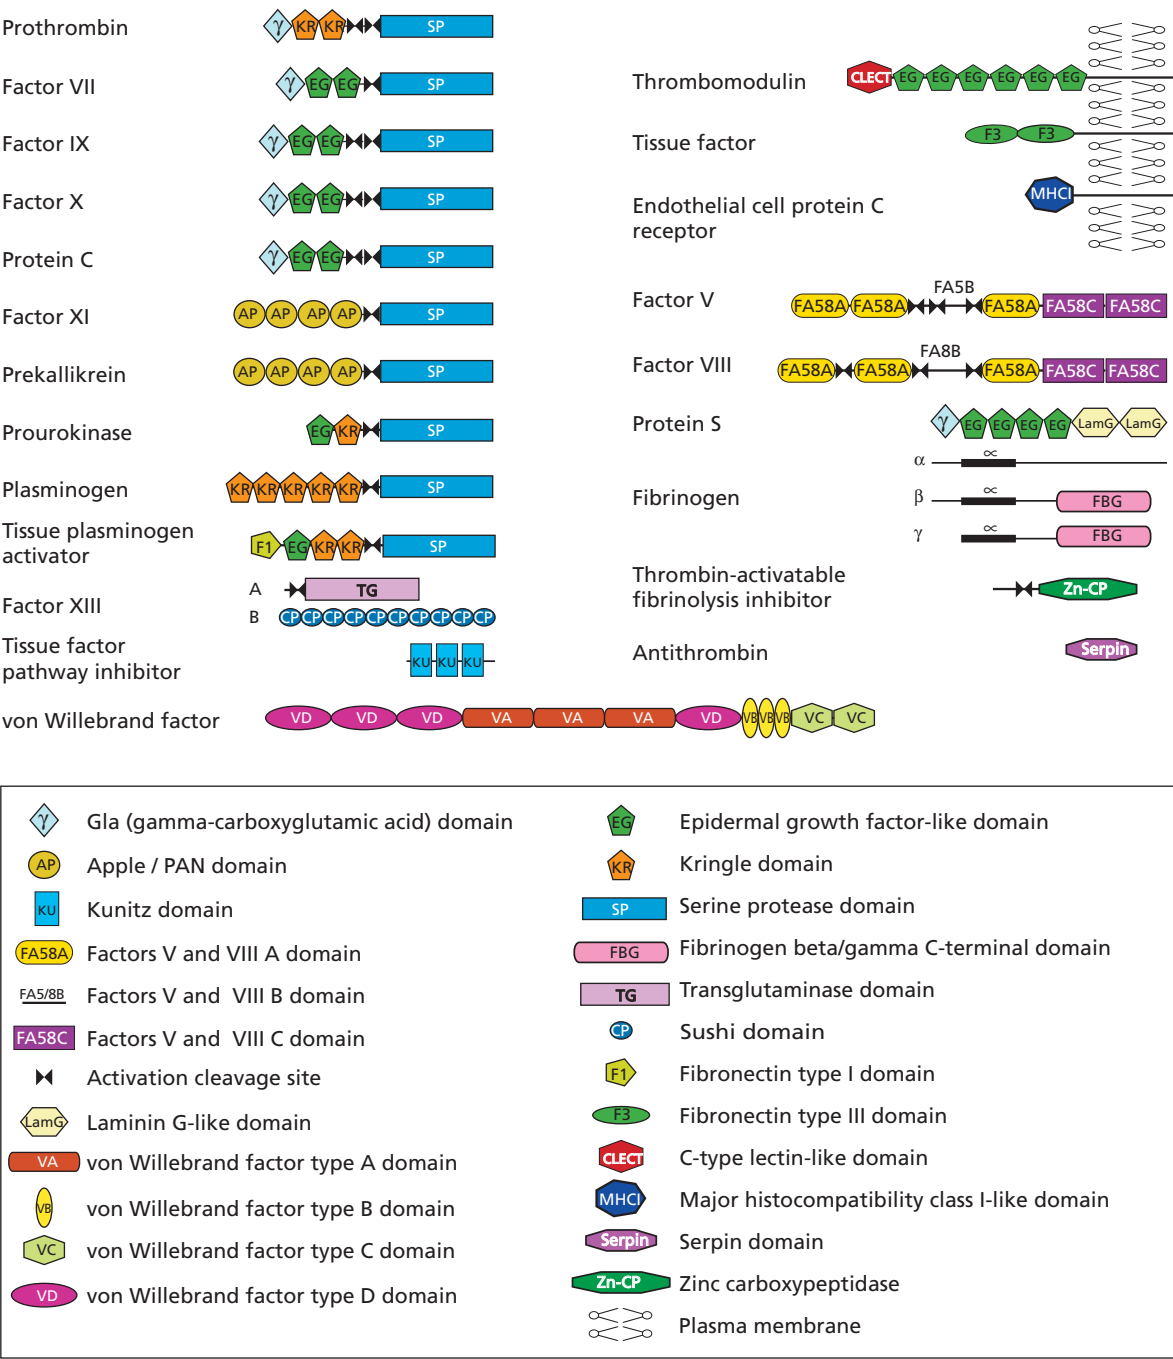 Prothrombin
γ KR KR SP
Factor VII
γ EG EG SP
Factor IX
γ EG EG SP
Factor X
γ EG EG SP
Protein C
γ EG EG SP
Factor XI
AP AP AP AP SP
Prekallikrein
AP AP AP AP SP
Prourokinase
EG KR SP
Plasminogen
KR KR KR KR KR SP
Tissue plasminogen
activator
F1 EG KR KR SP
Factor XIII
A TG
B CP CP CP CP CP CP CP CP CP CP
Tissue factor
pathway inhibitor
KU KU KU
von Willebrand factor
VD VD VD VA VA VA VD VB VB VB VC VC
Thrombomodulin
CLECT EG EG EG EG EG EG
Tissue factor
F3 F3
Endothelial cell protein C
receptor
MHCI
Factor V
FA5B
FA58A FA58A FA58A FA58C FA58C
Factor VIII
FA8B
FA58A FA58A FA58A FA58C FA58C
Protein S
γ EG EG EG EG LamG LamG
Fibrinogen
α ∝
β ∝ FBG
γ ∝ FBG
Thrombin-activatable
fibrinolysis inhibitor
Zn-CP
Antithrombin
Serpin
γ Gla (gamma-carboxyglutamic acid) domain
AP Apple / PAN domain
KU Kunitz domain
FA58A Factors V and VIII A domain
FA5/8B Factors V and VIII B domain
FA58C Factors V and VIII C domain
Activation cleavage site
LamG Laminin G-like domain
VA von Willebrand factor type A domain
VB von Willebrand factor type B domain
VC von Willebrand factor type C domain
VD von Willebrand factor type D domain
EG Epidermal growth factor-like domain
KR Kringle domain
SP Serine protease domain
FBG Fibrinogen beta/gamma C-terminal domain
TG Transglutaminase domain
CP Sushi domain
F1 Fibronectin type I domain
F3 Fibronectin type III domain
CLECT C-type lectin-like domain
MHCI Major histocompatibility class I-like domain
Serpin Serpin domain
Zn-CP Zinc carboxypeptidase
Plasma membrane